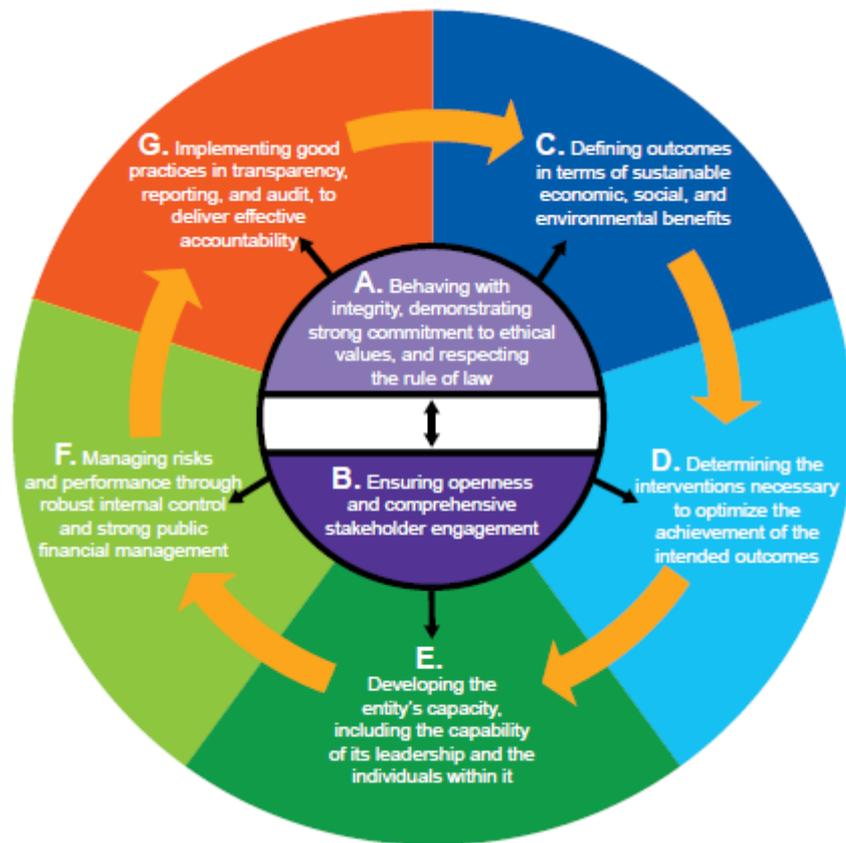 G. Implementing good
practices in transparency,
reporting, and audit, to
deliver effective
accountability
C. Defining outcomes
in terms of sustainable
economic, social, and
environmental benefits
A. Behaving with
integrity, demonstrating
strong commitment to ethical
values, and respecting
the rule of law
F. Managing risks
and performance through
robust internal control
and strong public
financial management
B. Ensuring openness
and comprehensive
stakeholder engagement
D. Determining the
interventions necessary
to optimize the
achievement of the
intended outcomes
E.
Developing the
entity's capacity,
including the capability
of its leadership and the
individuals within it